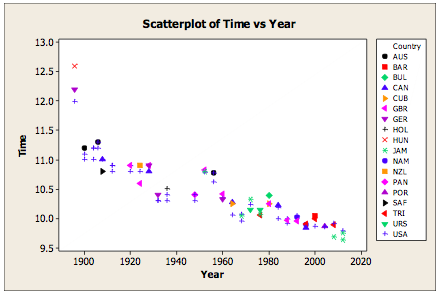 Scatterplot of Time vs Year
13.0
12.5
12.0
11.5
11.0
10.5
10.0
9.5
Time
1900
1920
1940
1960
1980
2000
2020
Year
Country
AUS
BAR
BUL
CAN
CUB
GBR
GER
HOL
HUN
JAM
NAM
NZL
PAN
POR
SAF
TRI
URS
USA